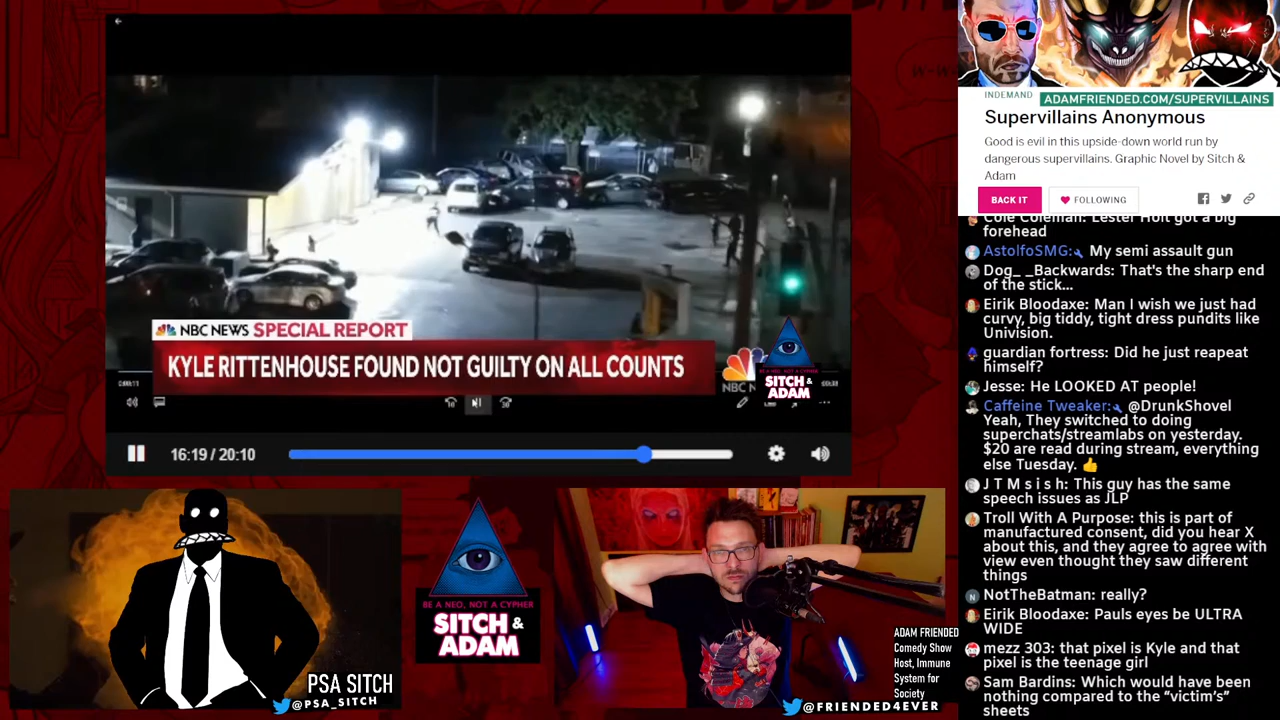 NBC NEWS SPECIAL REPORT
KYLE RITTENHOUSE FOUND NOT GUILTY ON ALL COUNTS
NBC N
BE A NEO, NOT A CYPHER
SITCH &
ADAM
10
30
16:19 / 20:10
PSA SITCH
@PSA_SITCH
BE A NEO, NOT A CYPHER
SITCH &
ADAM
ADAM FRIENDED
Comedy Show
Host, Immune
System for
Society
@FRIENDED4EVER
INDEMAND
ADAMFRIENDED.COM/SUPERVILLAINS
Supervillains Anonymous
Good is evil in this upside-down world run by
dangerous supervillains. Graphic Novel by Sitch &
Adam
BACK IT
FOLLOWING
Cole Coleman: Lester Holt got a big
forehead
AstolfoSMG: My semi assault gun
Dog_ _Backwards: That's the sharp end
of the stick...
Eirik Bloodaxe: Man I wish we just had
curvy, big tiddy, tight dress pundits like
Univision.
guardian fortress: Did he just reapeat
himself?
Jesse: He LOOKED AT people!
Caffeine Tweaker: @DrunkShovel
Yeah, They switched to doing
superchats/streamlabs on yesterday.
$20 are read during stream, everything
else Tuesday. 👍
J T M s i s h: This guy has the same
speech issues as JLP
Troll With A Purpose: this is part of
manufactured consent, did you hear X
about this, and they agree to agree with
view even thought they saw different
things
N
NotTheBatman: really?
Eirik Bloodaxe: Pauls eyes be ULTRA
WIDE
mezz 303: that pixel is Kyle and that
pixel is the teenage girl
Sam Bardins: Which would have been
nothing compared to the “victim’s”
sheets